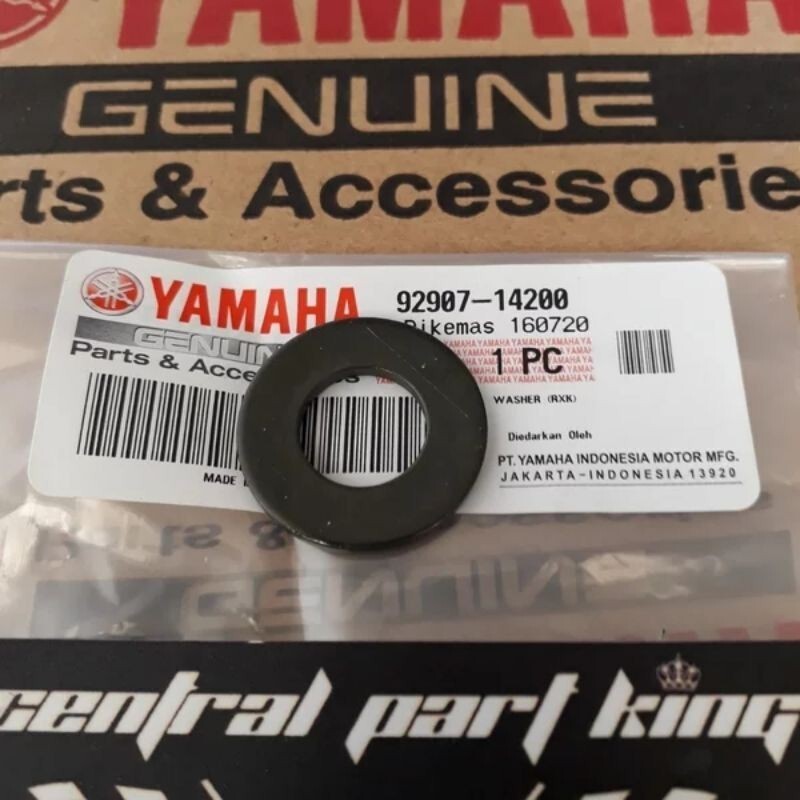 YAMAHA
GENUINE
rts & Accessorie
YAMAHA
GENUIN
Parts & Acce
92907-14200
Dikemas 160720
1 PC
WASHER (RXK)
Diedarkan Oleh
PT. YAMAHA INDONESIA MOTOR MFG.
JAKARTA-INDONESIA 13920
MADE
central part king